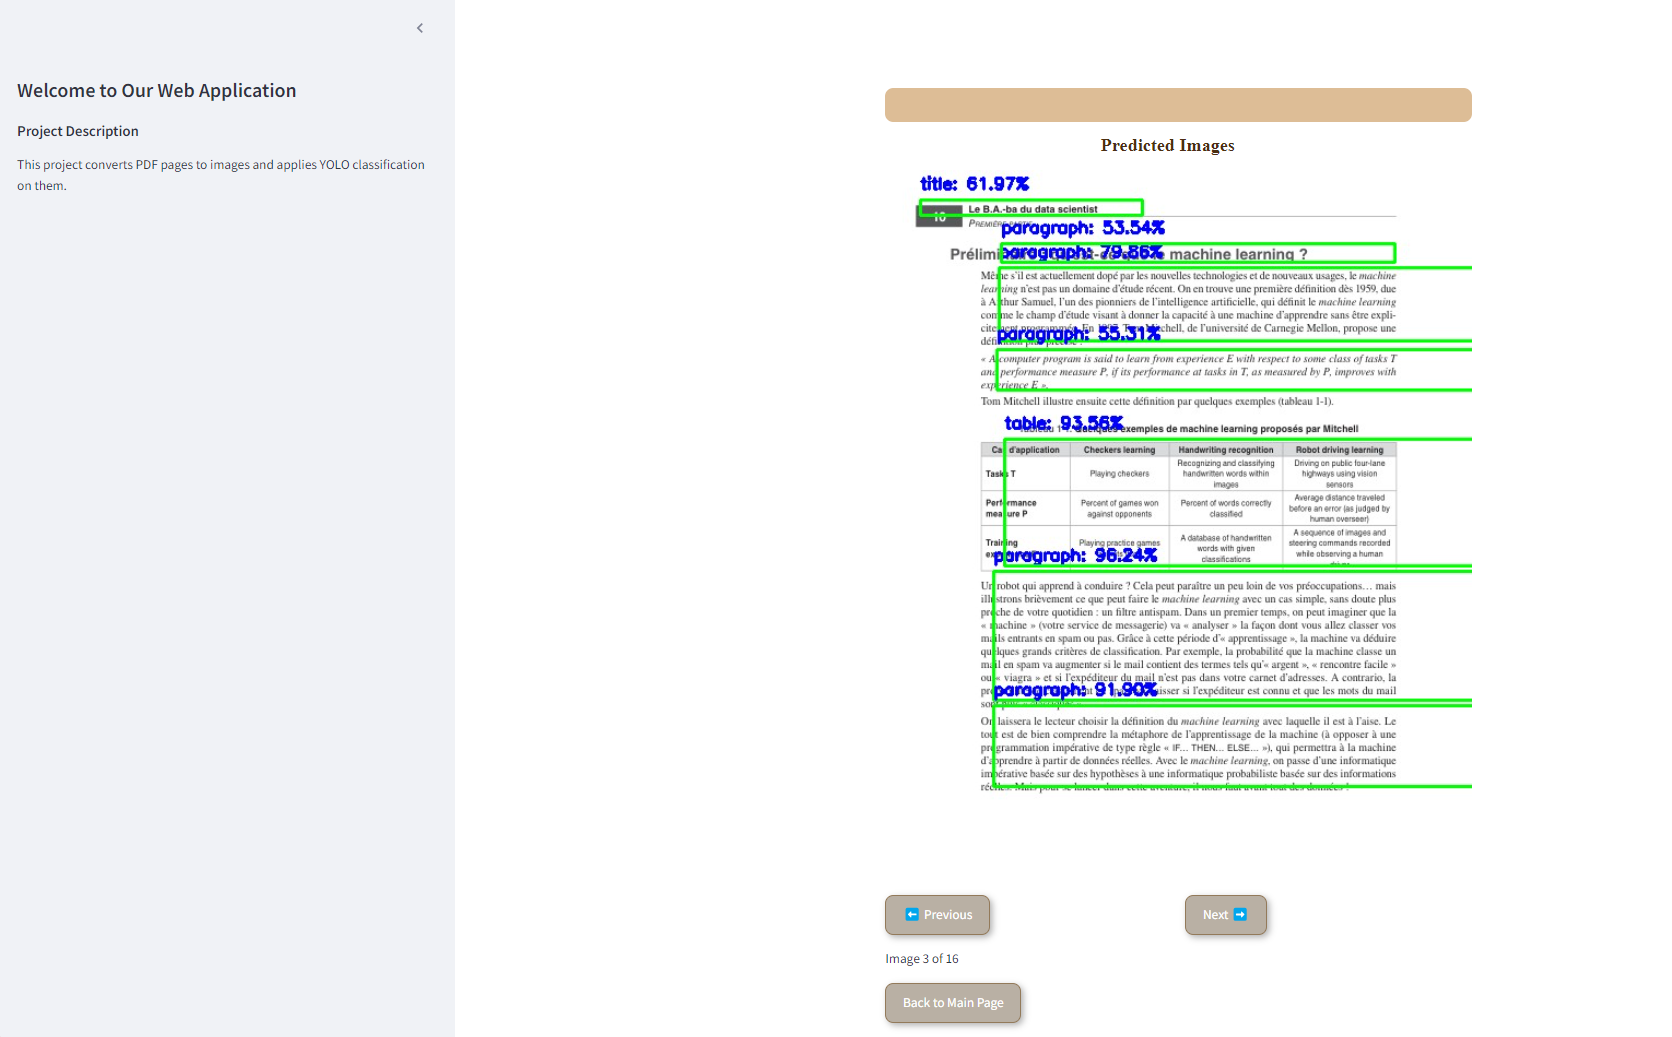 Welcome to Our Web Application
Project Description
This project converts PDF pages to images and applies YOLO classification
on them.
Predicted Images
title: 61.97%
10
Le B.A.-ba du data scientist
PREMIÈRE
paragraph: 53.54%
paragraph: 79.86%
machine learning ?
Même s'il est actuellement dopé par les nouvelles technologies et de nouveaux usages, le machine
learning n'est pas un domaine d'étude récent. On en trouve une première définition dès 1959, due
à Arthur Samuel, l'un des pionniers de l'intelligence artificielle, qui définit le machine learning
comme le champ d'étude visant à donner la capacité à une machine d'apprendre sans être expli-
citement programmée. En Tom Mitchell, de l'université de Carnegie Mellon, propose une
paragraph: 55.31%
« A computer program is said to learn from experience E with respect to some class of tasks T
and performance measure P, if its performance at tasks in T, as measured by P, improves with
experience E ».
Tom Mitchell illustre ensuite cette définition par quelques exemples (tableau 1-1).
table: 93.56%
exemples de machine learning proposés par Mitchell
Cas d'application Checkers learning Handwriting recognition Robot driving learning
Tasks T Playing checkers Recognizing and classifying handwritten words within images Driving on public four-lane highways using vision sensors
Performance measure P Percent of games won against opponents Percent of words correctly classified Average distance traveled before an error (as judged by human overseer)
Training Playing practice games A database of handwritten words with given classifications A sequence of images and steering commands recorded while observing a human
paragraph: 96.24%
Un robot qui apprend à conduire ? Cela peut paraître un peu loin de vos préoccupations… mais
illustrons brièvement ce que peut faire le machine learning avec un cas simple, sans doute plus
proche de votre quotidien : un filtre antispam. Dans un premier temps, on peut imaginer que la
« machine » (votre service de messagerie) va « analyser » la façon dont vous allez classer vos
mails entrants en spam ou pas. Grâce à cette période d'« apprentissage », la machine va déduire
quelques grands critères de classification. Par exemple, la probabilité que la machine classe un
mail en spam va augmenter si le mail contient des termes tels qu'« argent », « rencontre facile »
ou « viagra » et si l'expéditeur du mail n'est pas dans votre carnet d'adresses. A contrario, la
si l'expéditeur est connu et que les mots du mail
paragraph: 91.90%
On laissera le lecteur choisir la définition du machine learning avec laquelle il est à l'aise. Le
tout est de bien comprendre la métaphore de l'apprentissage de la machine (à opposer à une
programmation impérative de type règle « IF... THEN... ELSE... »), qui permettra à la machine
d'apprendre à partir de données réelles. Avec le machine learning, on passe d'une informatique
impérative basée sur des hypothèses à une informatique probabiliste basée sur des informations
réelles. Mais pour se lancer dans cette aventure, il nous faut avant tout des données !
Previous
Next
Image 3 of 16
Back to Main Page